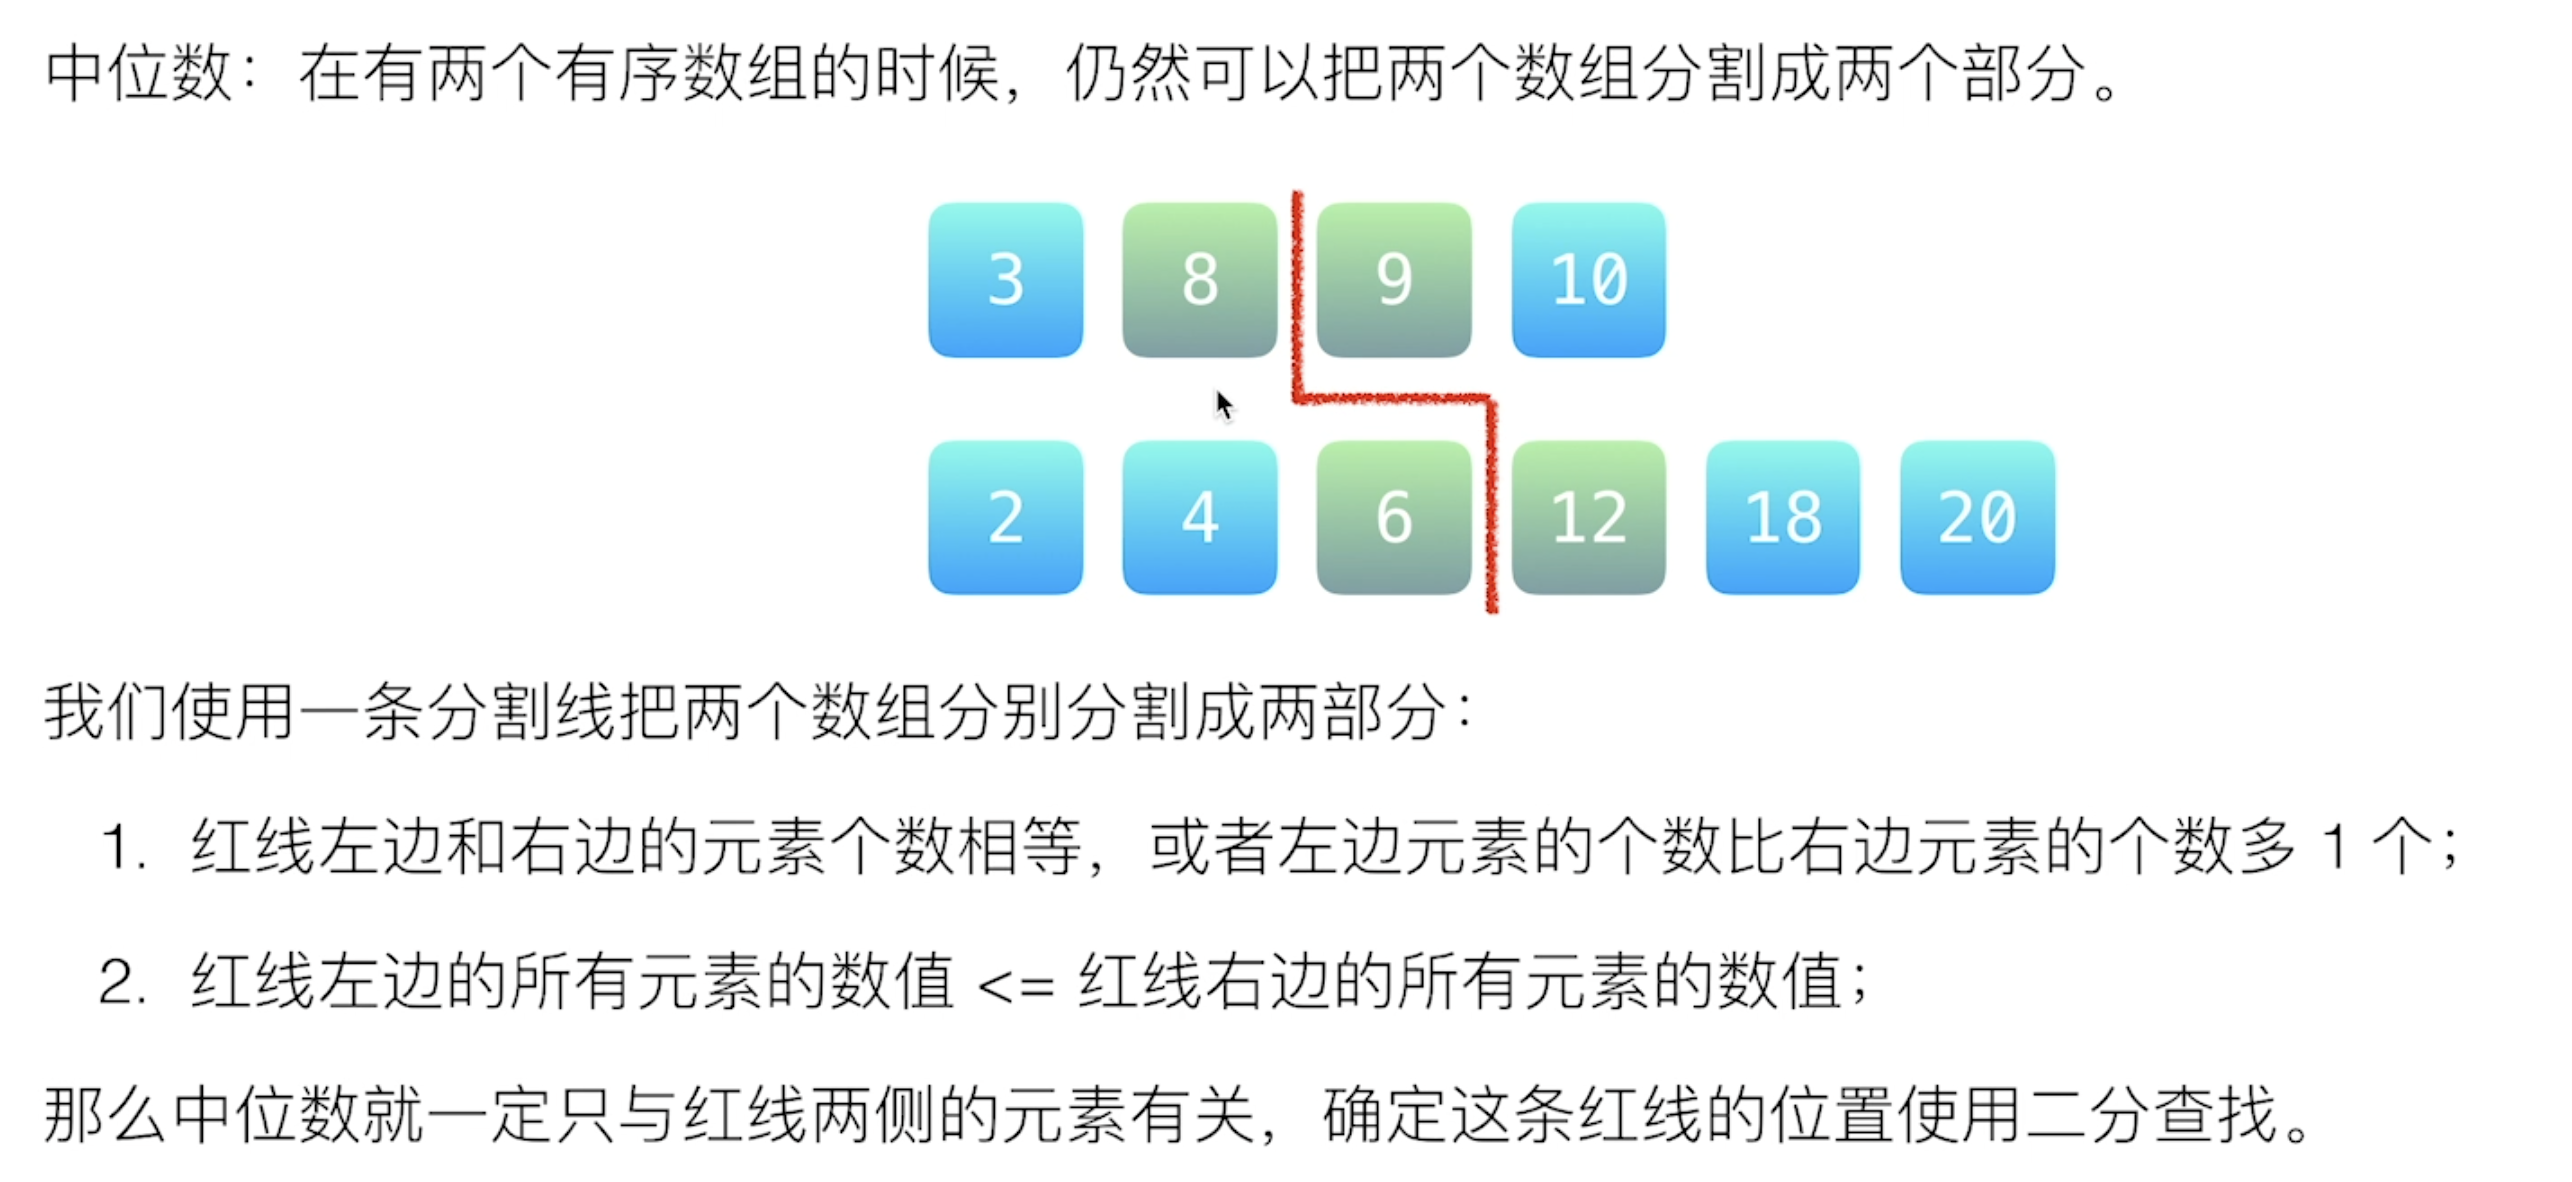 中位数：在有两个有序数组的时候，仍然可以把两个数组分割成两个部分。
3 8 9 10
2 4 6 12 18 20
我们使用一条分割线把两个数组分别分割成两部分：
1. 红线左边和右边的元素个数相等，或者左边元素的个数比右边元素的个数多 1 个；
2. 红线左边的所有元素的数值 <= 红线右边的所有元素的数值；
那么中位数就一定只与红线两侧的元素有关，确定这条红线的位置使用二分查找。